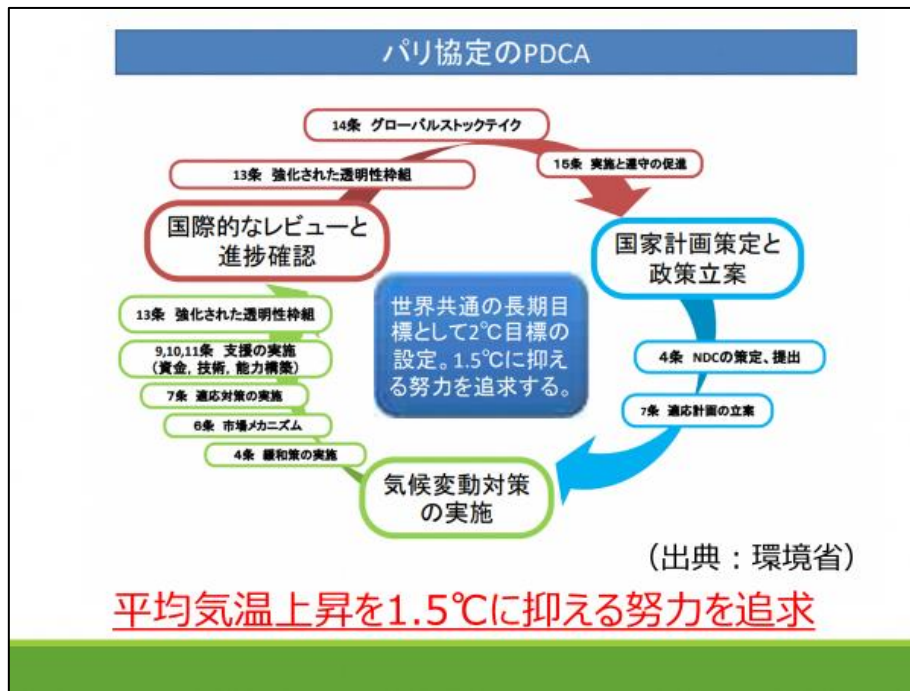 パリ協定のPDCA
14条 グローバルストックテイク
15条 実施と遵守の促進
13条 強化された透明性枠組
国際的なレビューと
進捗確認
国家計画策定と
政策立案
世界共通の長期目
標として2℃目標の
設定。1.5℃に抑え
る努力を追求する。
4条 NDCの策定、提出
7条 適応計画の立案
気候変動対策
の実施
13条 強化された透明性枠組
9,10,11条 支援の実施
(資金,技術,能力構築)
7条 適応対策の実施
6条 市場メカニズム
4条 緩和策の実施
（出典：環境省）
平均気温上昇を1.5℃に抑える努力を追求